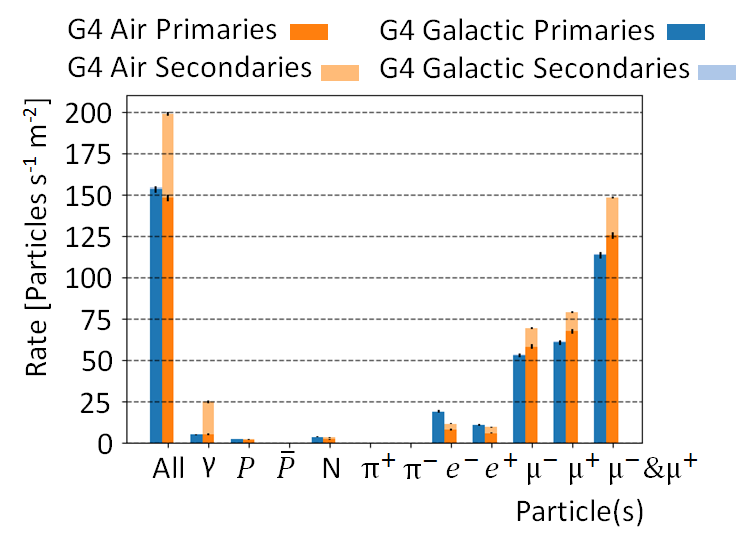 G4 Air Primaries G4 Galactic Primaries
G4 Air Secondaries G4 Galactic Secondaries
Rate [Particles s⁻¹ m⁻²]
200
175
150
125
100
75
50
25
0
All γ P P̅ N π⁺ π⁻ e⁻ e⁺ μ⁻ μ⁺ μ⁻&μ⁺
Particle(s)